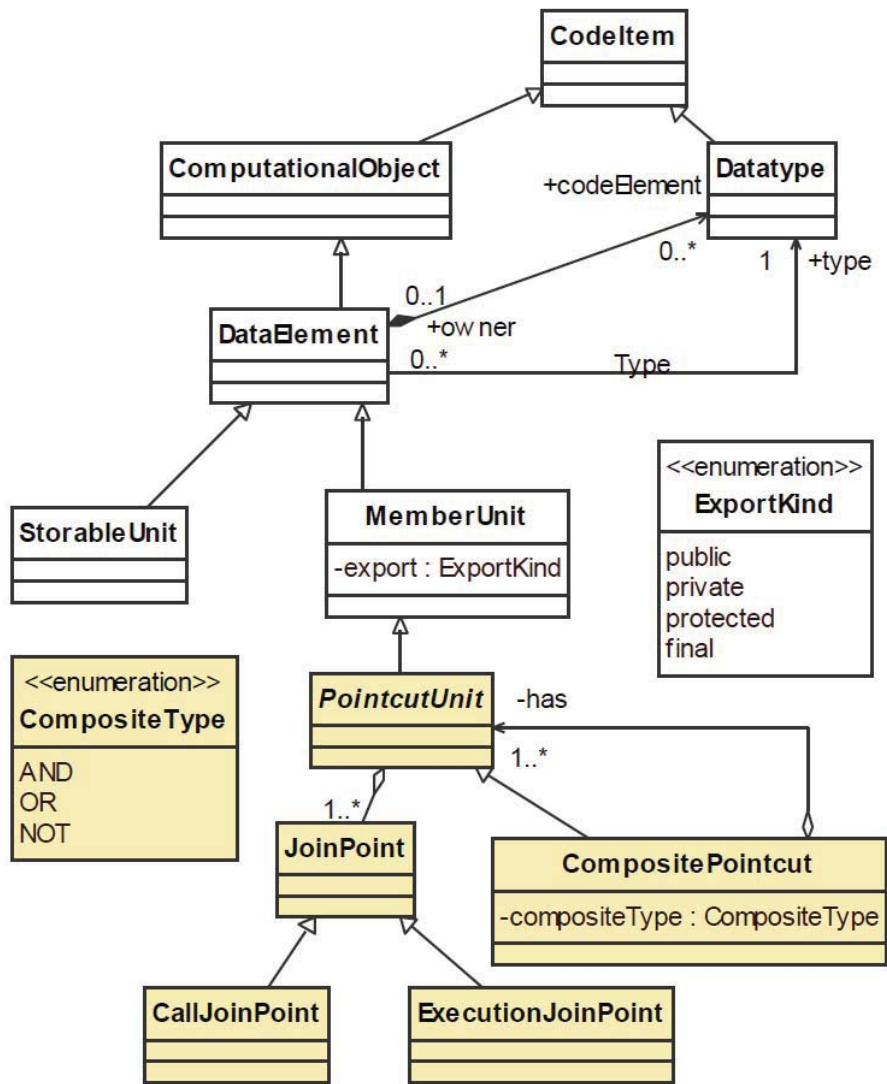 CodeItem
ComputationalObject
Datatype
+codeElement
0..*
1
+type
0..1
+owner
DataElement
0..*
Type
StorableUnit
MemberUnit
-export : ExportKind
<<enumeration>>
ExportKind
public
private
protected
final
<<enumeration>>
CompositeType
AND
OR
NOT
PointcutUnit
-has
1..*
1..*
JoinPoint
CompositePointcut
-compositeType : CompositeType
CallJoinPoint
ExecutionJoinPoint